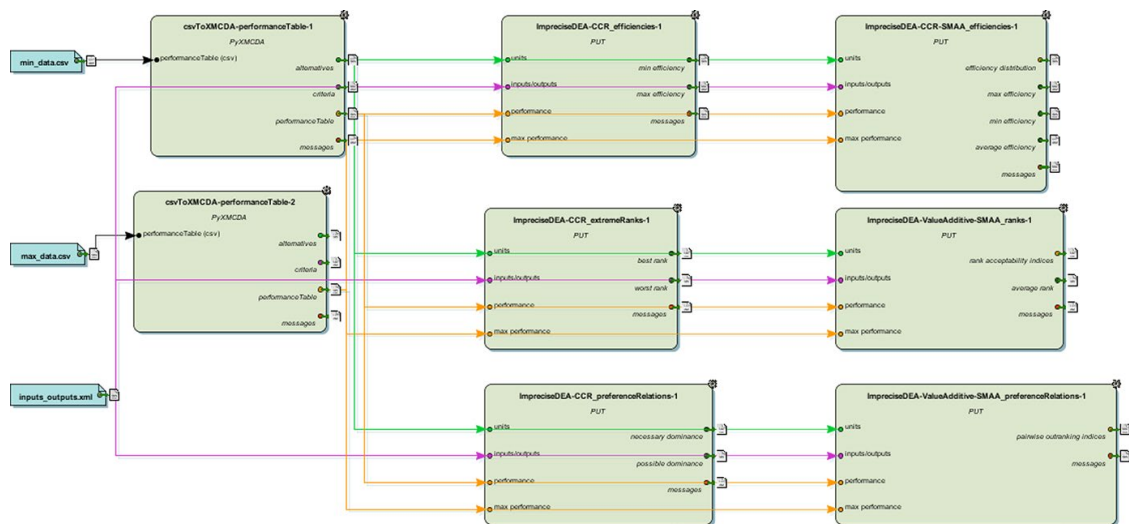 min_data.csv
csvToXMCDA-performanceTable-1
PyXMCDA
performanceTable (csv)
alternatives
criteria
performanceTable
messages
ImpreciseDEA-CCR_efficiencies-1
PUT
units
min efficiency
inputs/outputs
max efficiency
performance
messages
max performance
ImpreciseDEA-CCR-SMAA_efficiencies-1
PUT
units
efficiency distribution
inputs/outputs
max efficiency
performance
min efficiency
max performance
average efficiency
messages
max_data.csv
csvToXMCDA-performanceTable-2
PyXMCDA
performanceTable (csv)
alternatives
criteria
performanceTable
messages
ImpreciseDEA-CCR_extremeRanks-1
PUT
units
best rank
inputs/outputs
worst rank
performance
messages
max performance
ImpreciseDEA-ValueAdditive-SMAA_ranks-1
PUT
units
rank acceptability indices
inputs/outputs
average rank
performance
messages
max performance
inputs_outputs.xml
ImpreciseDEA-CCR_preferenceRelations-1
PUT
units
necessary dominance
inputs/outputs
possible dominance
performance
messages
max performance
ImpreciseDEA-ValueAdditive-SMAA_preferenceRelations-1
PUT
units
pairwise outranking indices
inputs/outputs
messages
performance
max performance